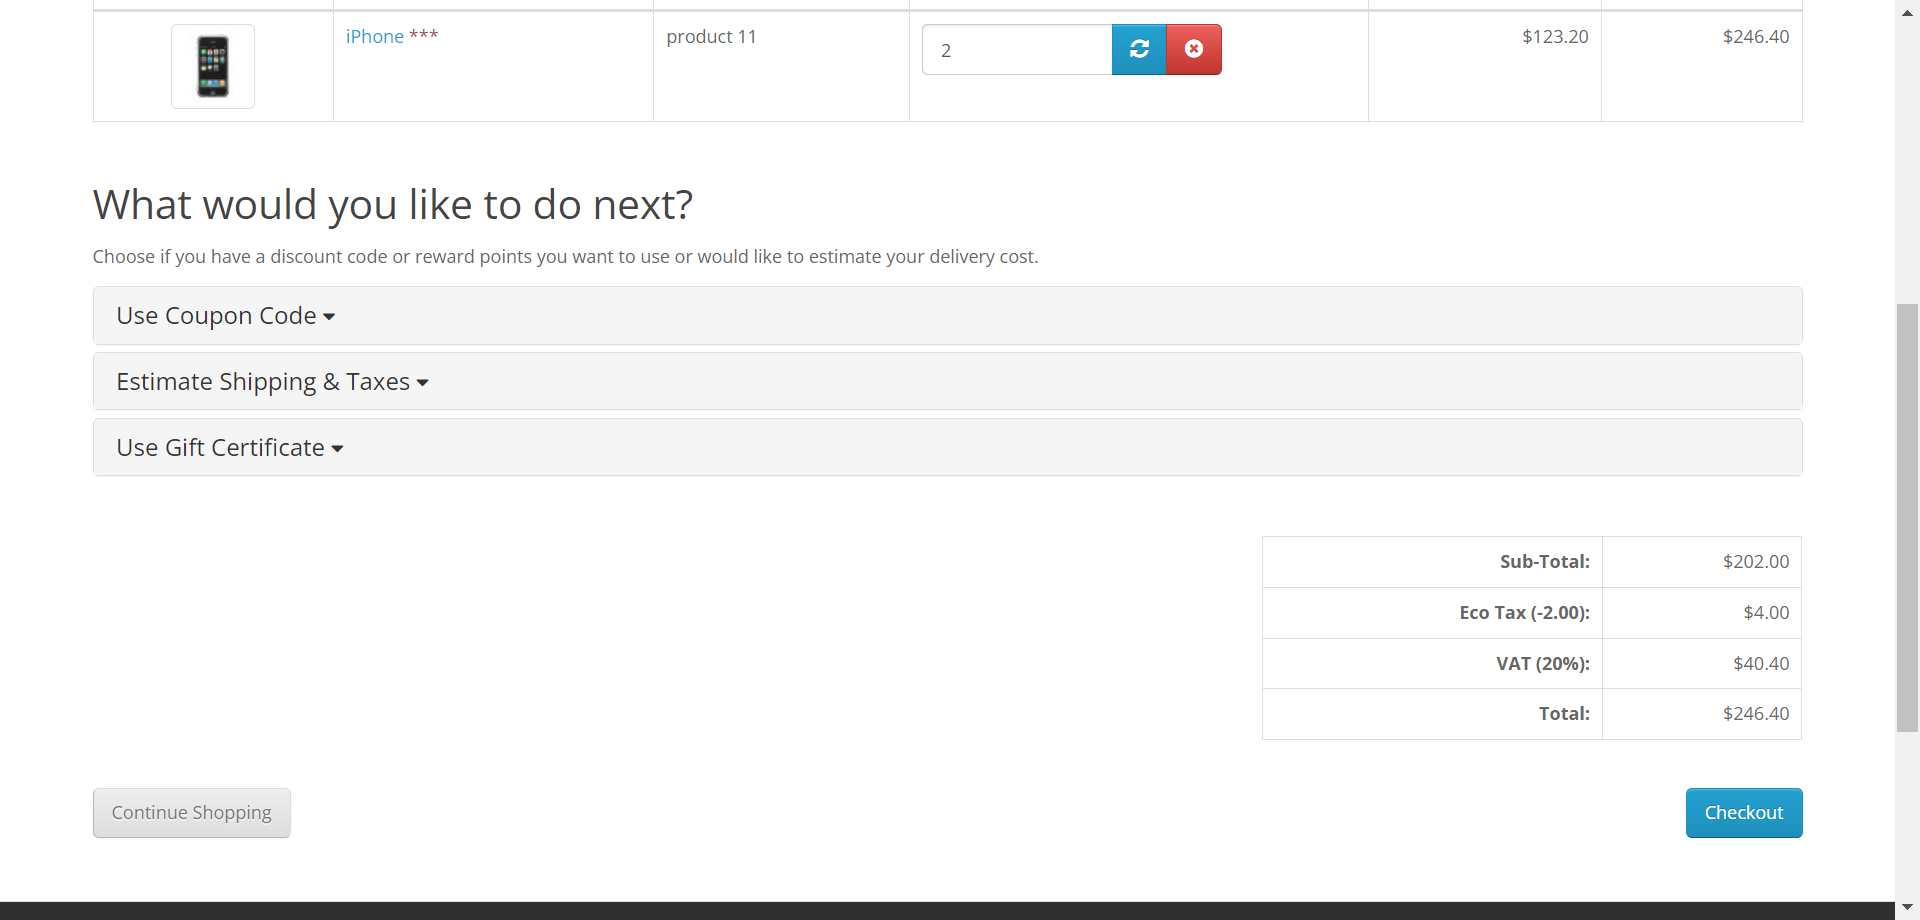 iPhone ***
product 11
2
$123.20
$246.40
What would you like to do next?
Choose if you have a discount code or reward points you want to use or would like to estimate your delivery cost.
Use Coupon Code
Estimate Shipping & Taxes
Use Gift Certificate
Sub-Total: $202.00
Eco Tax (-2.00): $4.00
VAT (20%): $40.40
Total: $246.40
Continue Shopping
Checkout